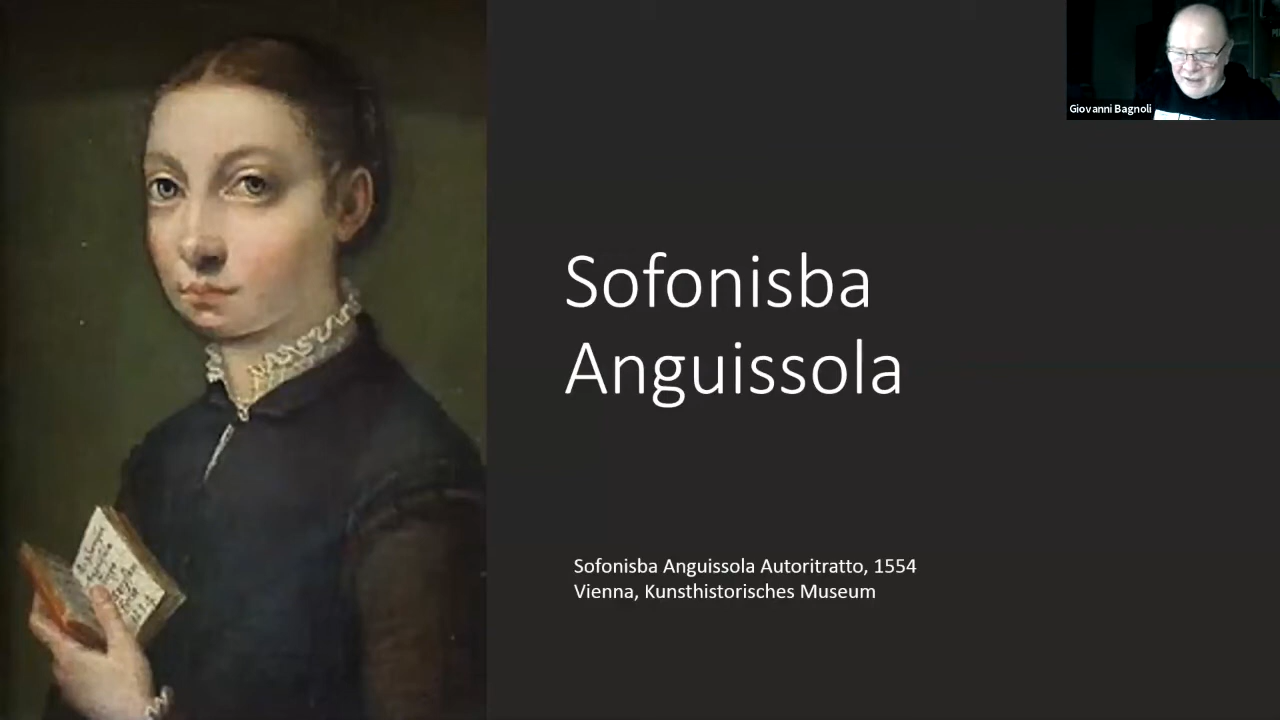 Giovanni Bagnoli
Sofonisba
Anguissola
Sofonisba Anguissola Autoritratto, 1554
Vienna, Kunsthistorisches Museum